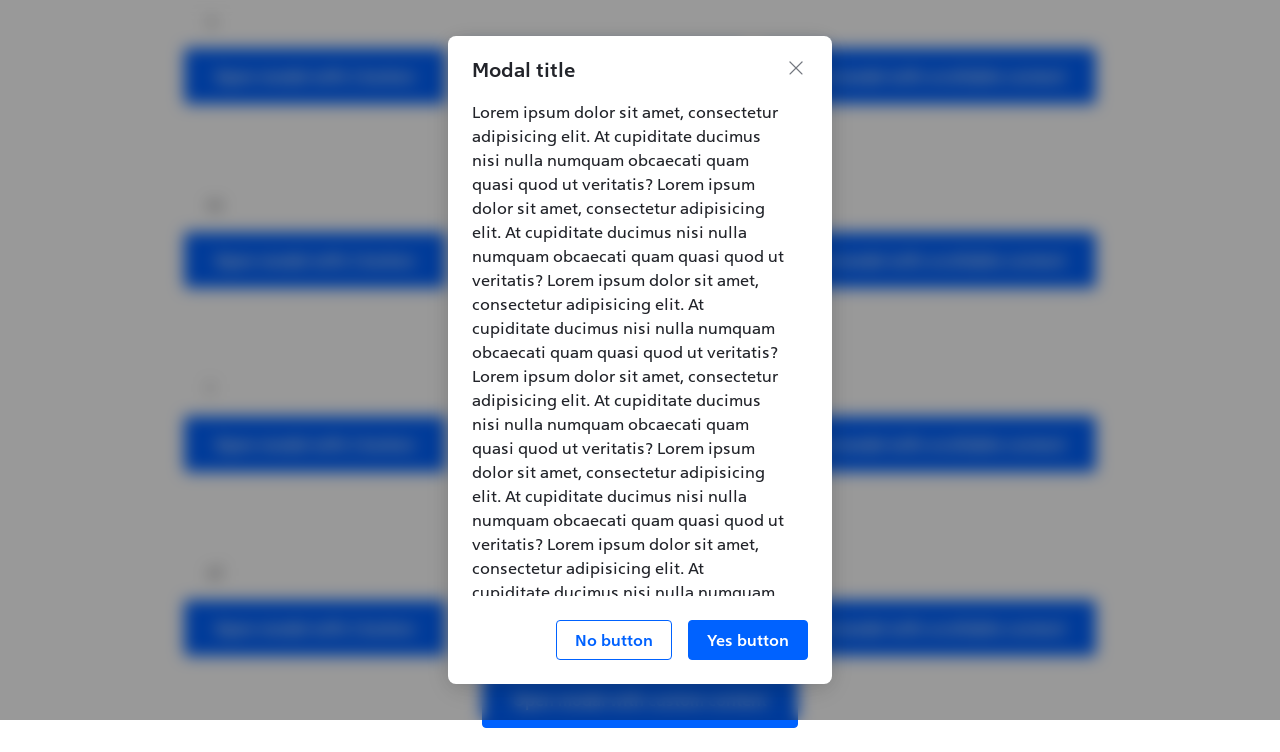 Modal title
Lorem ipsum dolor sit amet, consectetur
adipisicing elit. At cupiditate ducimus
nisi nulla numquam obcaecati quam
quasi quod ut veritatis? Lorem ipsum
dolor sit amet, consectetur adipisicing
elit. At cupiditate ducimus nisi nulla
numquam obcaecati quam quasi quod ut
veritatis? Lorem ipsum dolor sit amet,
consectetur adipisicing elit. At
cupiditate ducimus nisi nulla numquam
obcaecati quam quasi quod ut veritatis?
Lorem ipsum dolor sit amet, consectetur
adipisicing elit. At cupiditate ducimus
nisi nulla numquam obcaecati quam
quasi quod ut veritatis? Lorem ipsum
dolor sit amet, consectetur adipisicing
elit. At cupiditate ducimus nisi nulla
numquam obcaecati quam quasi quod ut
veritatis? Lorem ipsum dolor sit amet,
consectetur adipisicing elit. At
cupiditate ducimus nisi nulla numquam
No button
Yes button